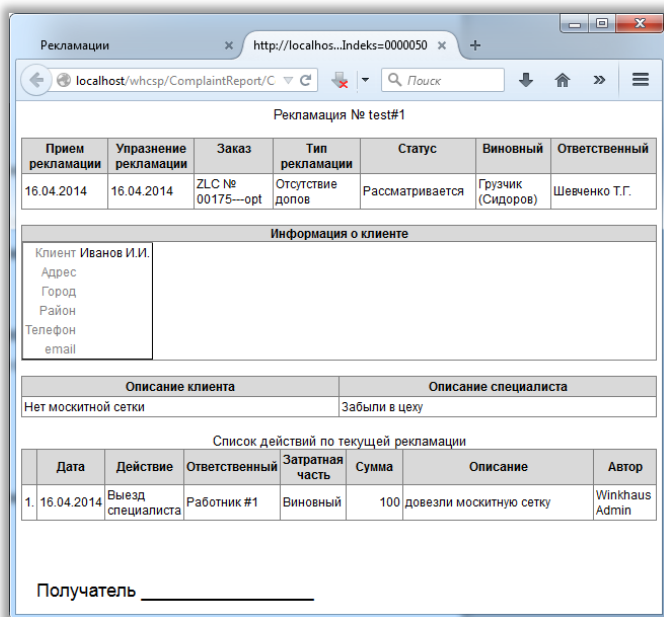 Рекламации × http://localhos...Indeks=0000050 × +
localhost/whcsp/ComplaintReport/C Поиск
Рекламация № test#1
Прием рекламации Упразнение рекламации Заказ Тип рекламации Статус Виновный Ответственный
16.04.2014 16.04.2014 ZLC № 00175---opt Отсутствие допов Рассматривается Грузчик (Сидоров) Шевченко Т.Г.
Информация о клиенте
Клиент Иванов И.И.
Адрес
Город
Район
Телефон
email
Описание клиента Описание специалиста
Нет москитной сетки Забыли в цеху
Список действий по текущей рекламации
Дата Действие Ответственный Затратная часть Сумма Описание Автор
1. 16.04.2014 Выезд специалиста Работник #1 Виновный 100 довезли москитную сетку Winkhaus Admin
Получатель ________________